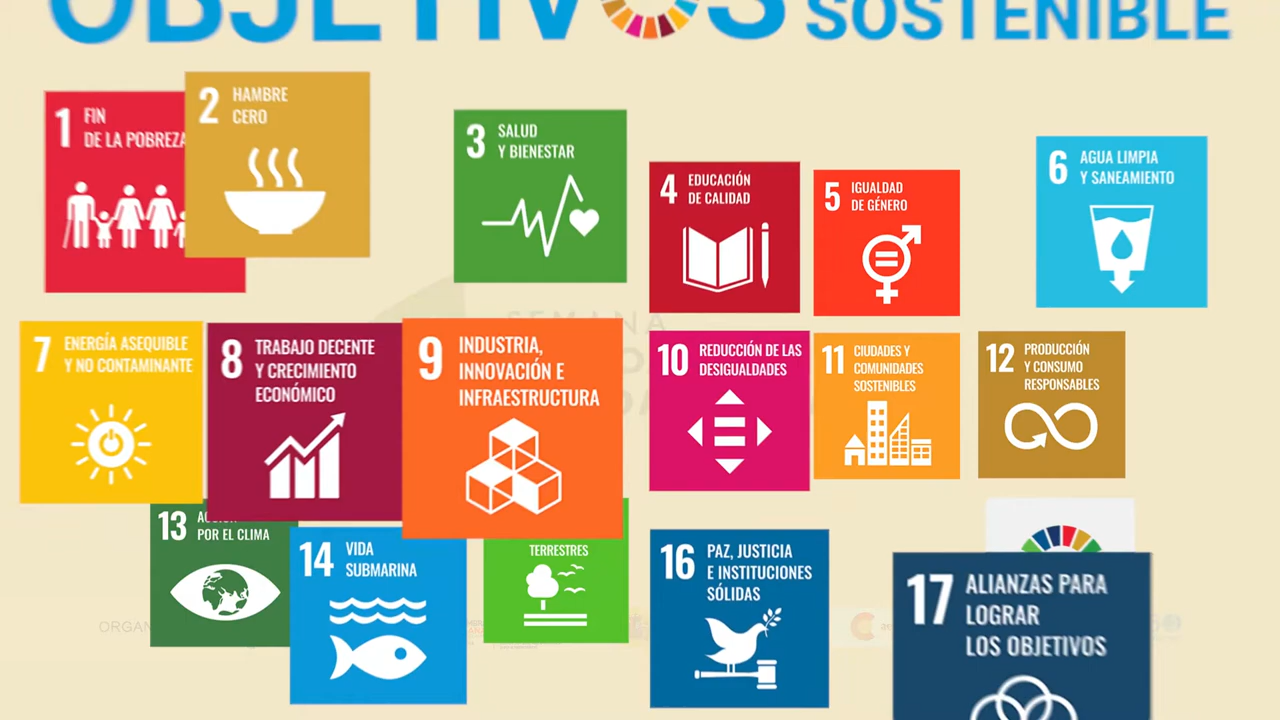 OBJETIVOS
SOSTENIBLE
1 FIN
DE LA POBREZA
2 HAMBRE
CERO
3 SALUD
Y BIENESTAR
4 EDUCACIÓN
DE CALIDAD
5 IGUALDAD
DE GÉNERO
6 AGUA LIMPIA
Y SANEAMIENTO
SEMANA
7 ENERGÍA ASEQUIBLE
Y NO CONTAMINANTE
8 TRABAJO DECENTE
Y CRECIMIENTO
ECONÓMICO
9 INDUSTRIA,
INNOVACIÓN E
INFRAESTRUCTURA
10 REDUCCIÓN DE LAS
DESIGUALDADES
11 CIUDADES Y
COMUNIDADES
SOSTENIBLES
12 PRODUCCIÓN
Y CONSUMO
RESPONSABLES
13
POR EL CLIMA
14 VIDA
SUBMARINA
TERRESTRES
16 PAZ, JUSTICIA
E INSTITUCIONES
SÓLIDAS
17 ALIANZAS PARA
LOGRAR
LOS OBJETIVOS
ORGAN